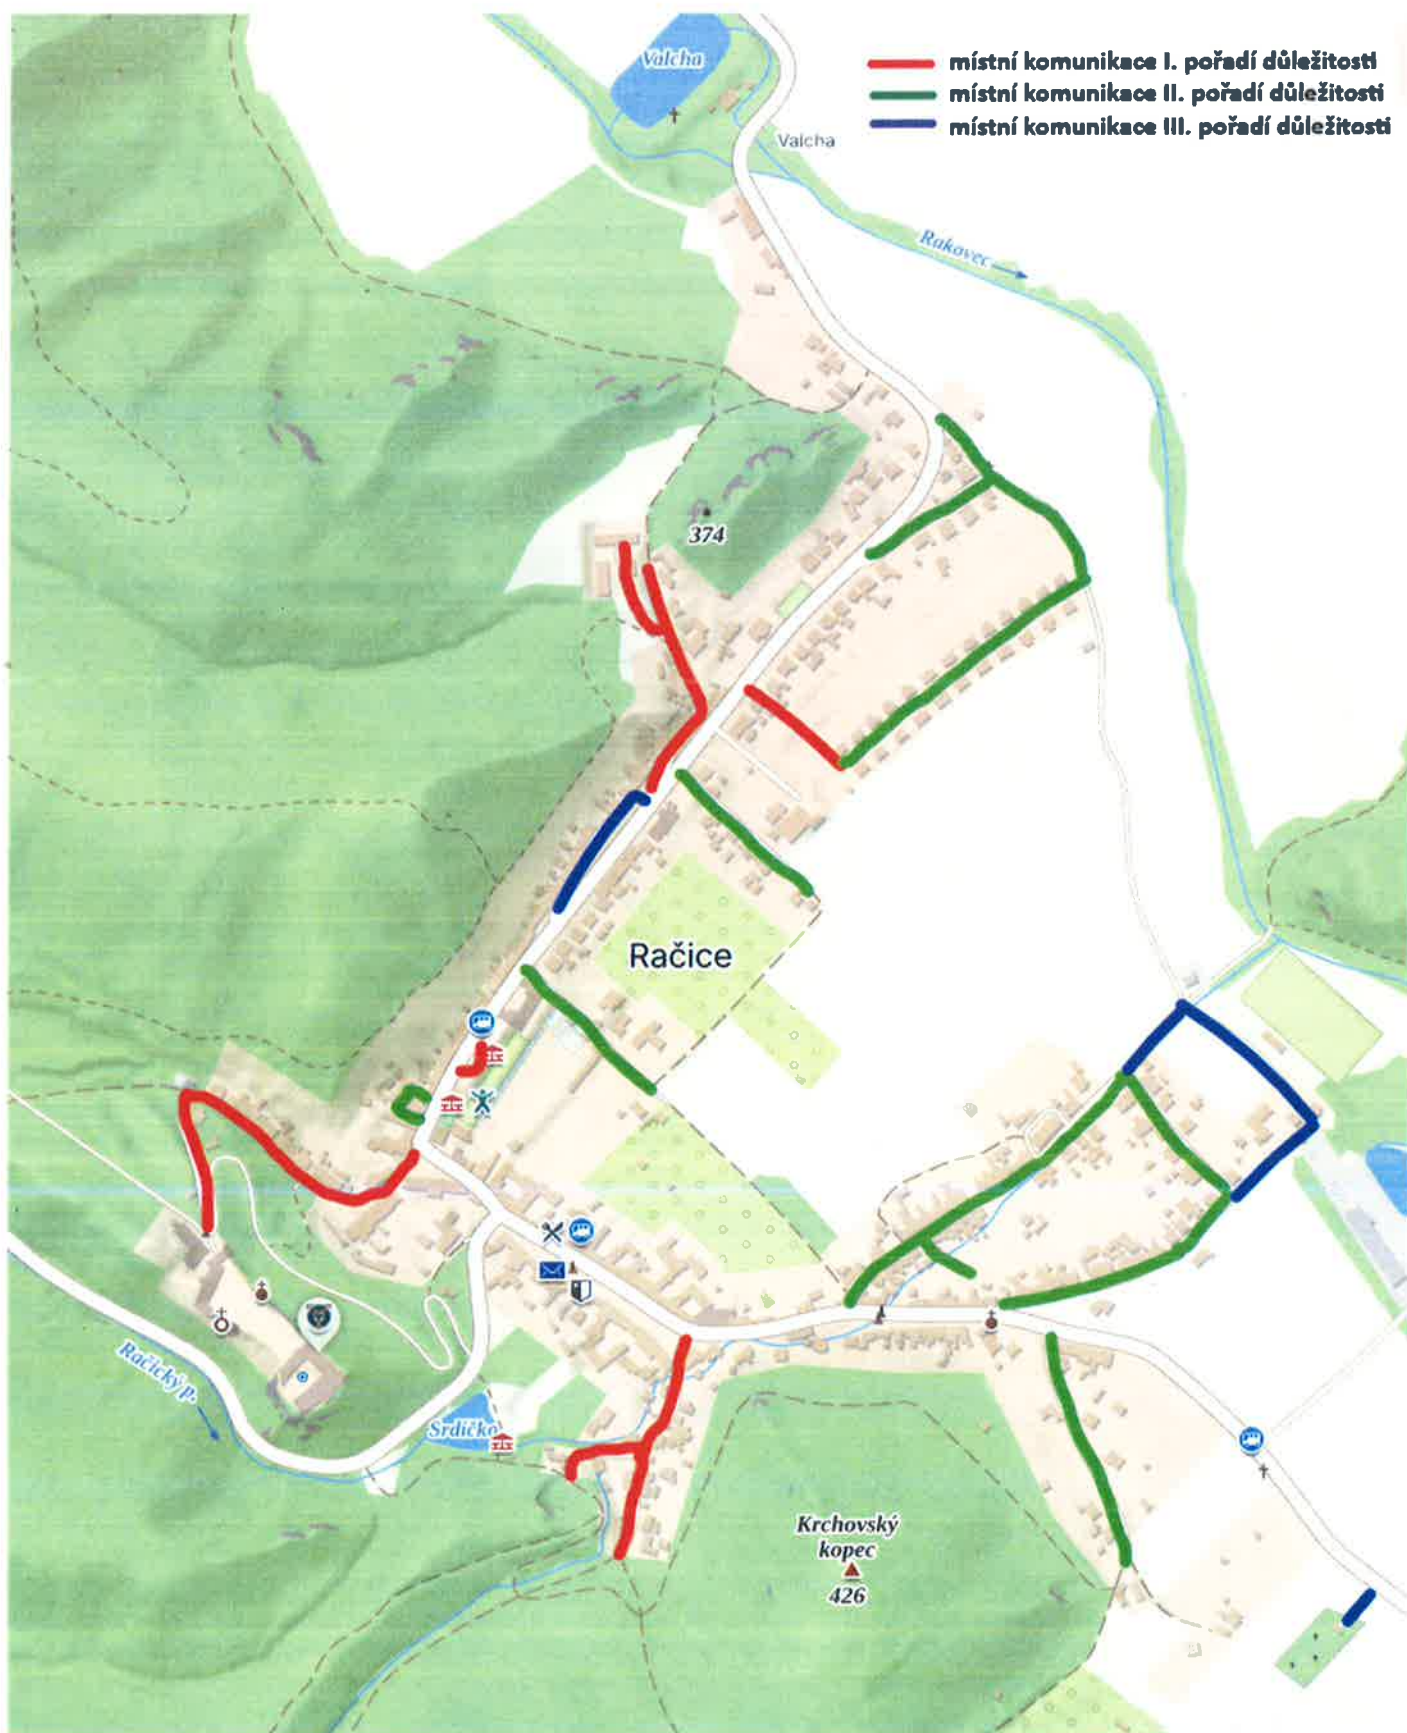 Valcha
místní komunikace I. pořadí důležitosti
místní komunikace II. pořadí důležitosti
místní komunikace III. pořadí důležitosti
Valcha
Rakovec
374
Račice
Račický p.
Srdíčko
Krchovský
kopec
426